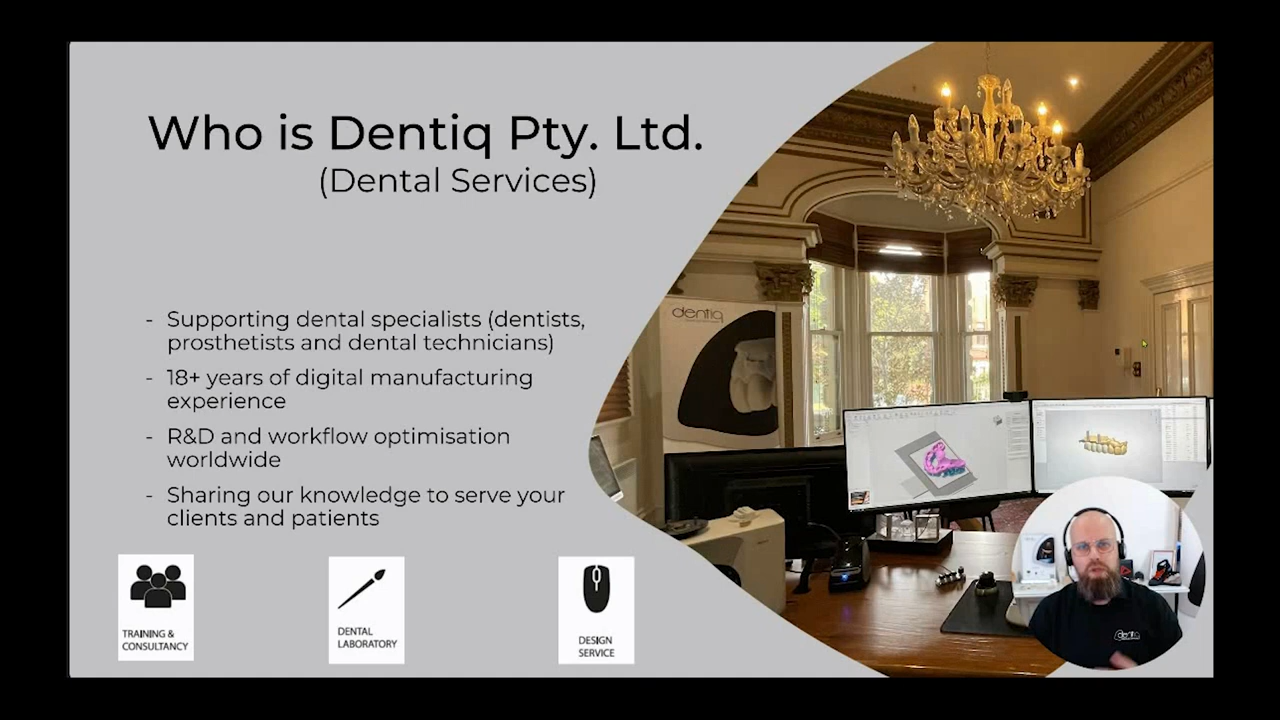 Who is Dentiq Pty. Ltd.
(Dental Services)
- Supporting dental specialists (dentists,
prosthetists and dental technicians)
- 18+ years of digital manufacturing
experience
- R&D and workflow optimisation
worldwide
- Sharing our knowledge to serve your
clients and patients
TRAINING &
CONSULTANCY
DENTAL
LABORATORY
DESIGN
SERVICE
dentiq
dentiq